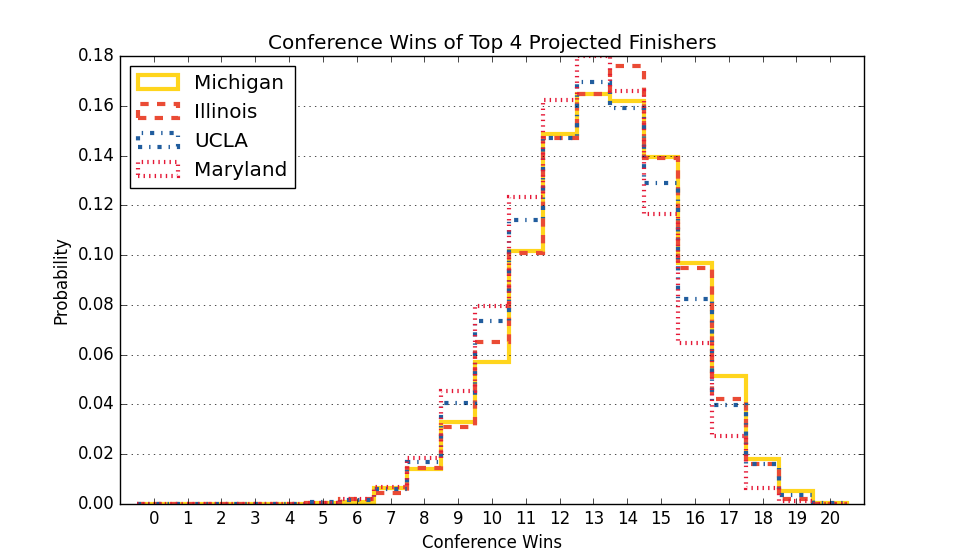 Conference Wins of Top 4 Projected Finishers
0.18
0.16
0.14
0.12
0.10
0.08
0.06
0.04
0.02
0.00
Probability
Michigan
Illinois
UCLA
Maryland
0 1 2 3 4 5 6 7 8 9 10 11 12 13 14 15 16 17 18 19 20
Conference Wins